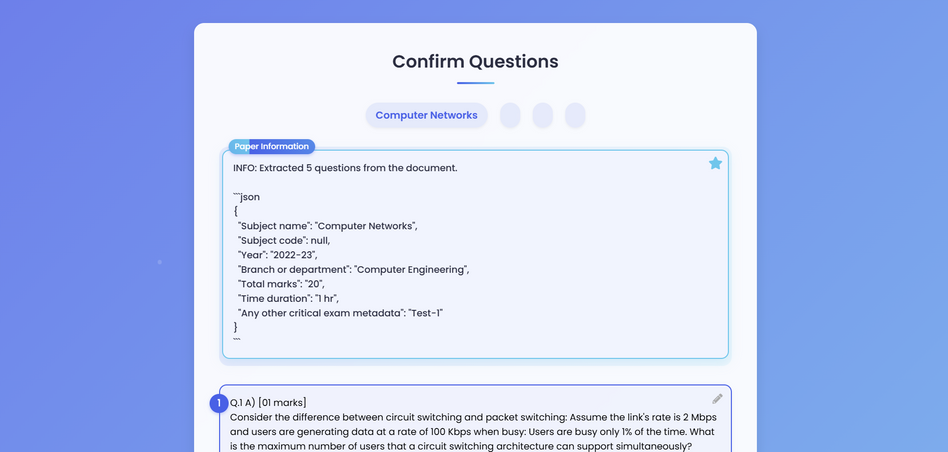 Confirm Questions
Computer Networks
Paper Information
INFO: Extracted 5 questions from the document.
```json
{
"Subject name": "Computer Networks",
"Subject code": null,
"Year": "2022-23",
"Branch or department": "Computer Engineering",
"Total marks": "20",
"Time duration": "1 hr",
"Any other critical exam metadata": "Test-1"
}
```
1
Q.1 A) [01 marks]
Consider the difference between circuit switching and packet switching: Assume the link's rate is 2 Mbps
and users are generating data at a rate of 100 Kbps when busy: Users are busy only 1% of the time. What
is the maximum number of users that a circuit switching architecture can support simultaneously?